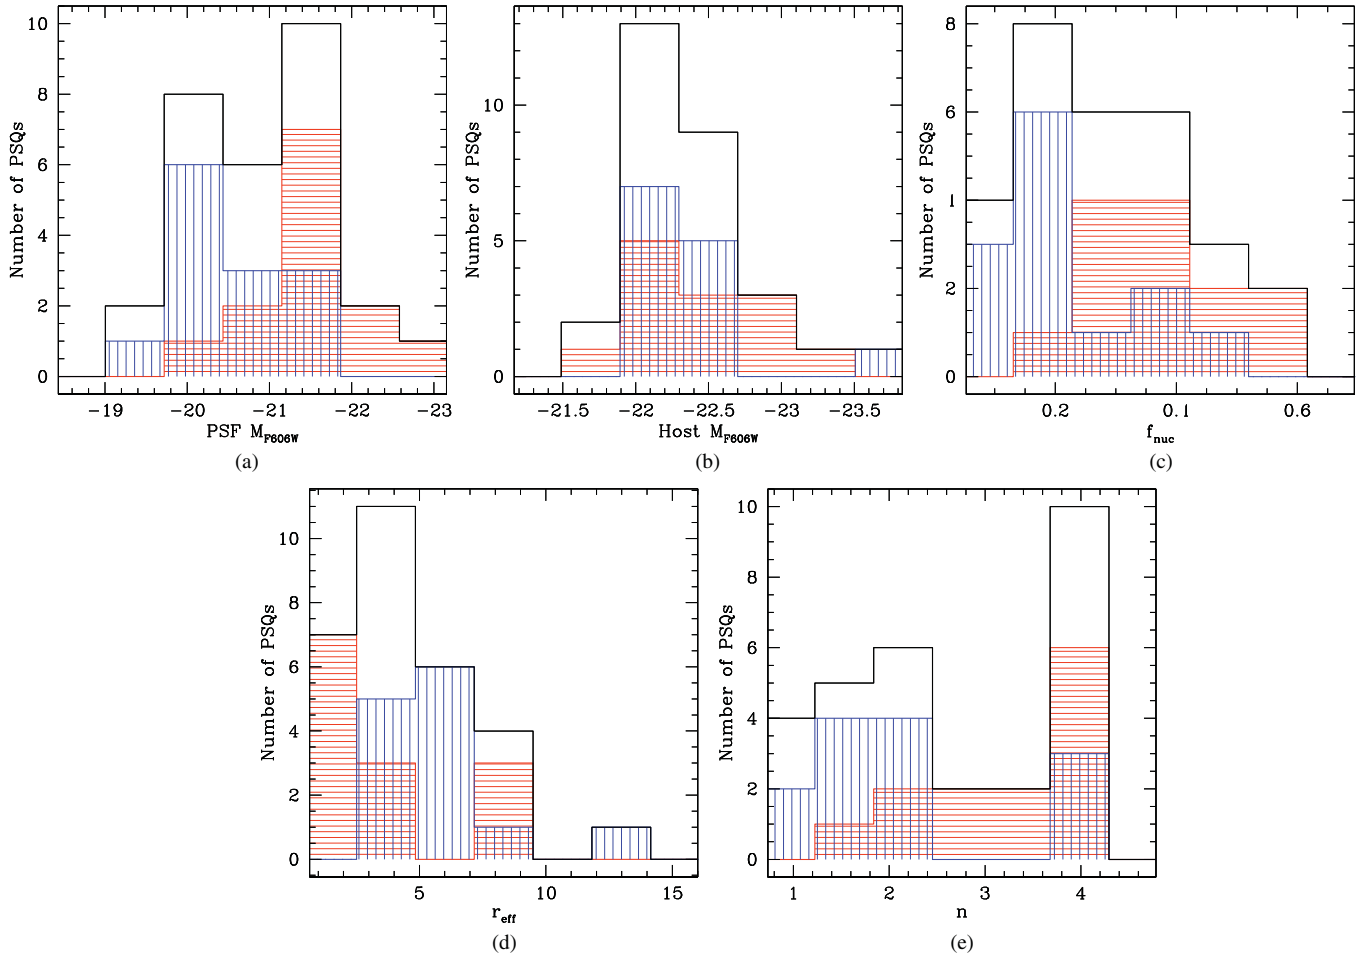 10
8
6
4
2
0
Number of PSQs
-19 -20 -21 -22 -23
PSF M_F606W
(a)
10
5
0
Number of PSQs
-21.5 -22 -22.5 -23 -23.5
Host M_F606W
(b)
8
6
1
2
0
Number of PSQs
0.2 0.1 0.6
f_nuc
(c)
10
8
6
4
2
0
Number of PSQs
5 10 15
r_eff
(d)
10
8
6
4
2
0
Number of PSQs
1 2 3 4
n
(e)